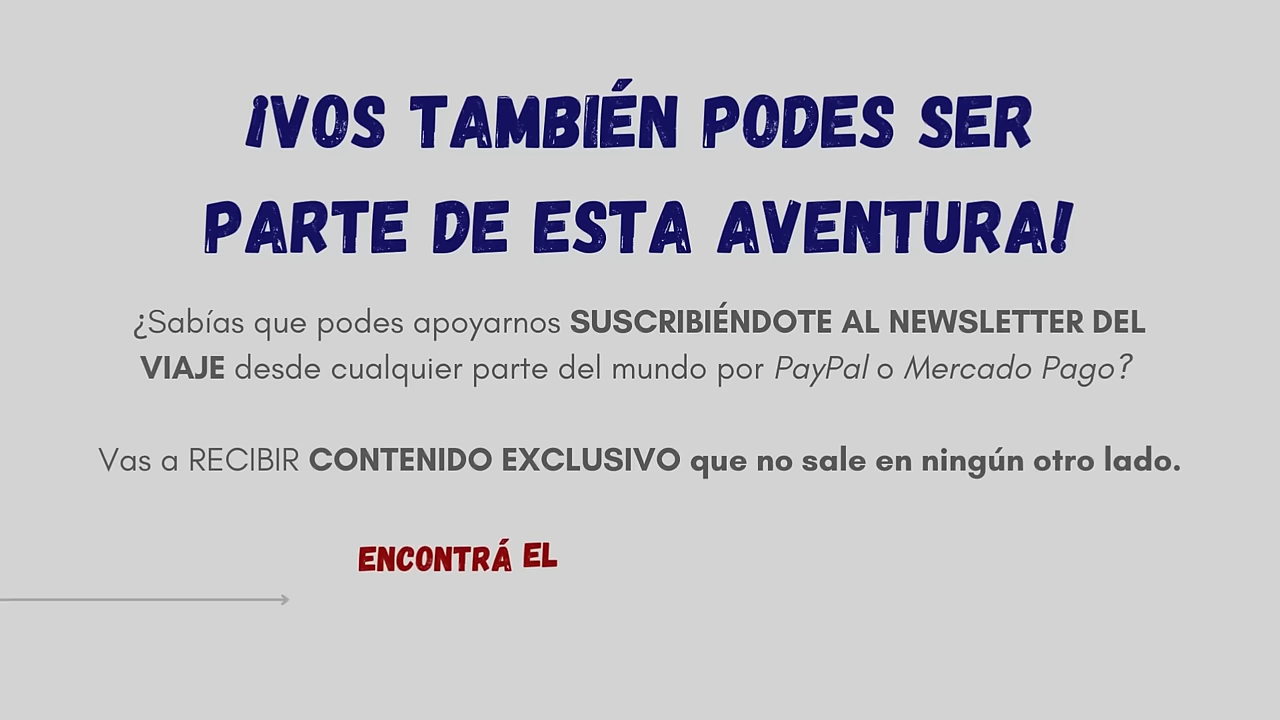 ¡VOS TAMBIÉN PODES SER
PARTE DE ESTA AVENTURA!
¿Sabías que podes apoyarnos SUSCRIBIÉNDOTE AL NEWSLETTER DEL
VIAJE desde cualquier parte del mundo por PayPal o Mercado Pago?
Vas a RECIBIR CONTENIDO EXCLUSIVO que no sale en ningún otro lado.
ENCONTRÁ EL